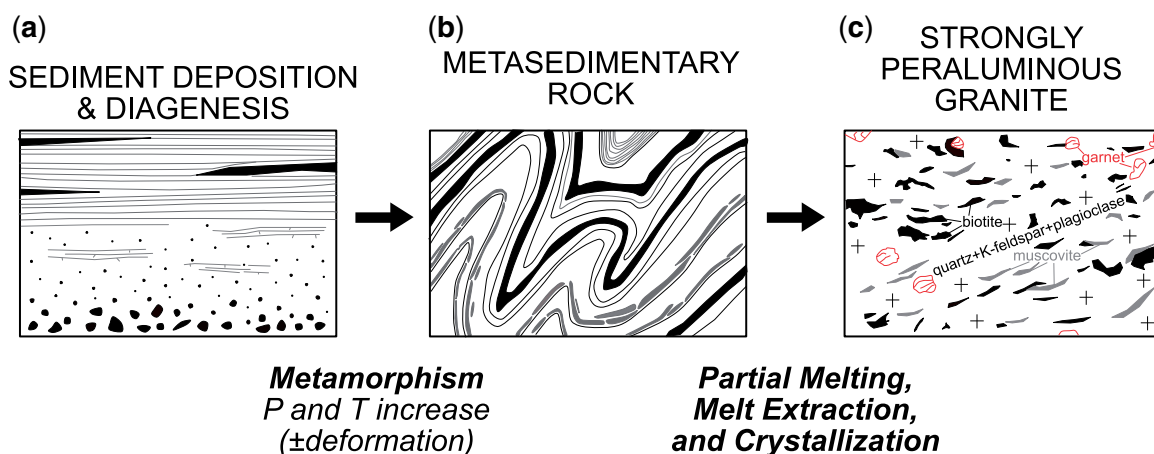 (a)
SEDIMENT DEPOSITION
& DIAGENESIS
(b)
METASEDIMENTARY
ROCK
(c)
STRONGLY
PERALUMINOUS
GRANITE
garnet
biotite
quartz+K-feldspar+plagioclase
muscovite
Metamorphism
P and T increase
(±deformation)
Partial Melting,
Melt Extraction,
and Crystallization